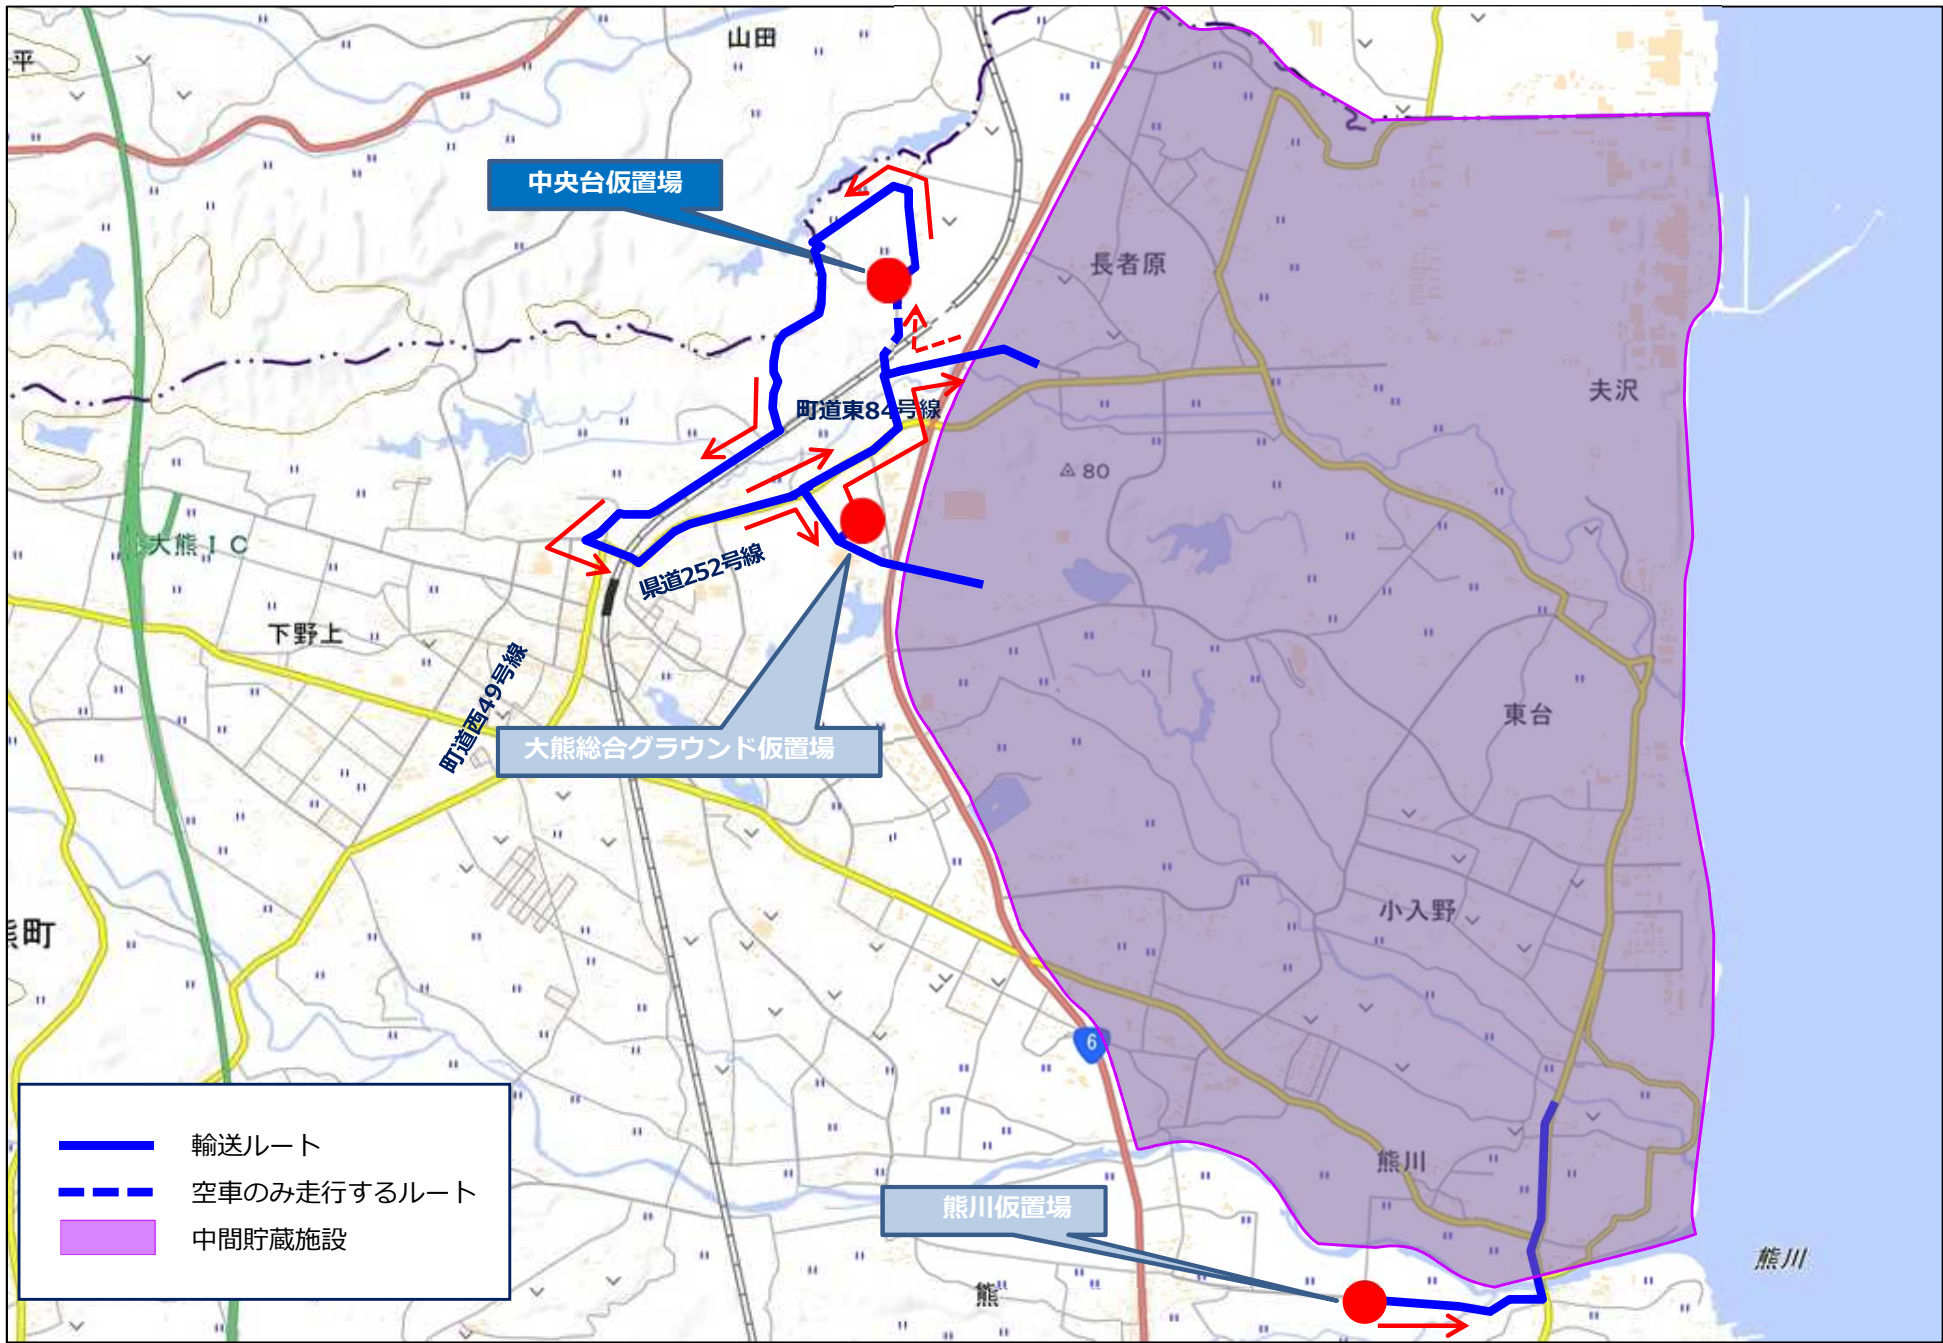 山田
平
中央台仮置場
長者原
夫沢
町道東84号線
80
大熊IC
県道252号線
下野上
町道西49号線
東台
大熊総合グラウンド仮置場
小入野
熊町
6
輸送ルート
熊川
空車のみ走行するルート
熊川仮置場
中間貯蔵施設
熊川
熊